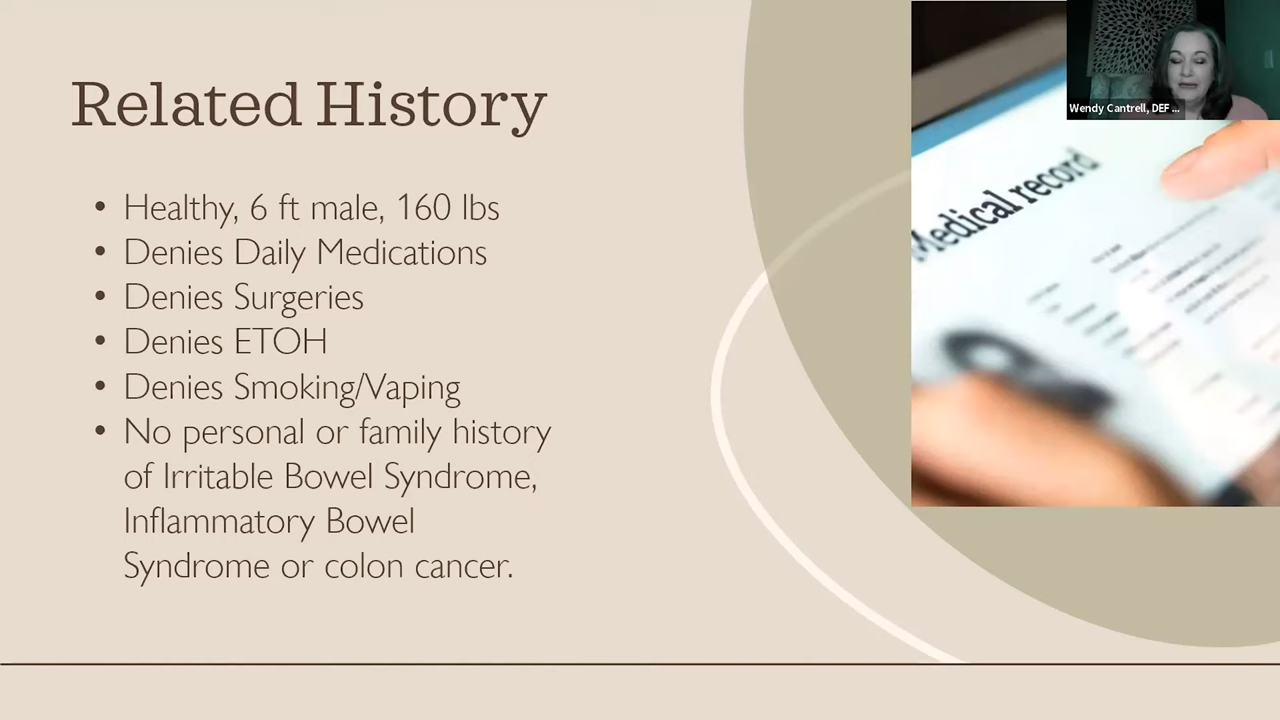 Related History
• Healthy, 6 ft male, 160 lbs
• Denies Daily Medications
• Denies Surgeries
• Denies ETOH
• Denies Smoking/Vaping
• No personal or family history
of Irritable Bowel Syndrome,
Inflammatory Bowel
Syndrome or colon cancer.
Medical record
Wendy Cantrell, DEF ...